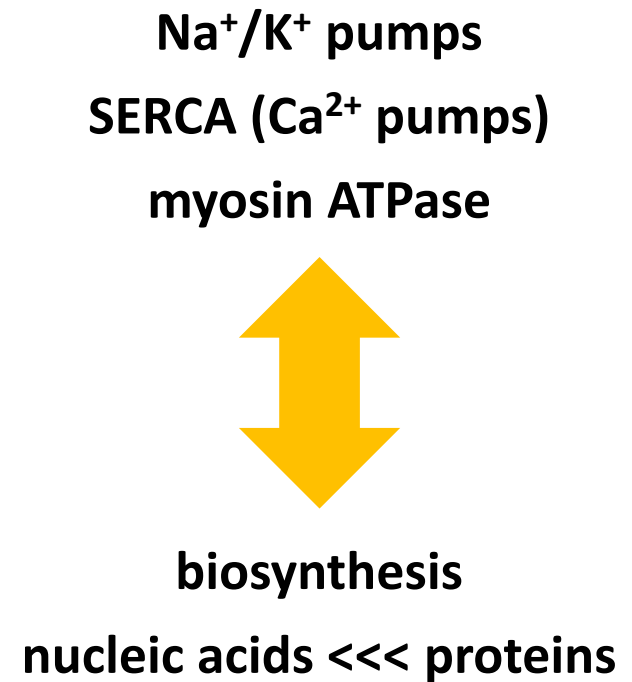 Na⁺/K⁺ pumps
SERCA (Ca²⁺ pumps)
myosin ATPase
biosynthesis
nucleic acids <<< proteins